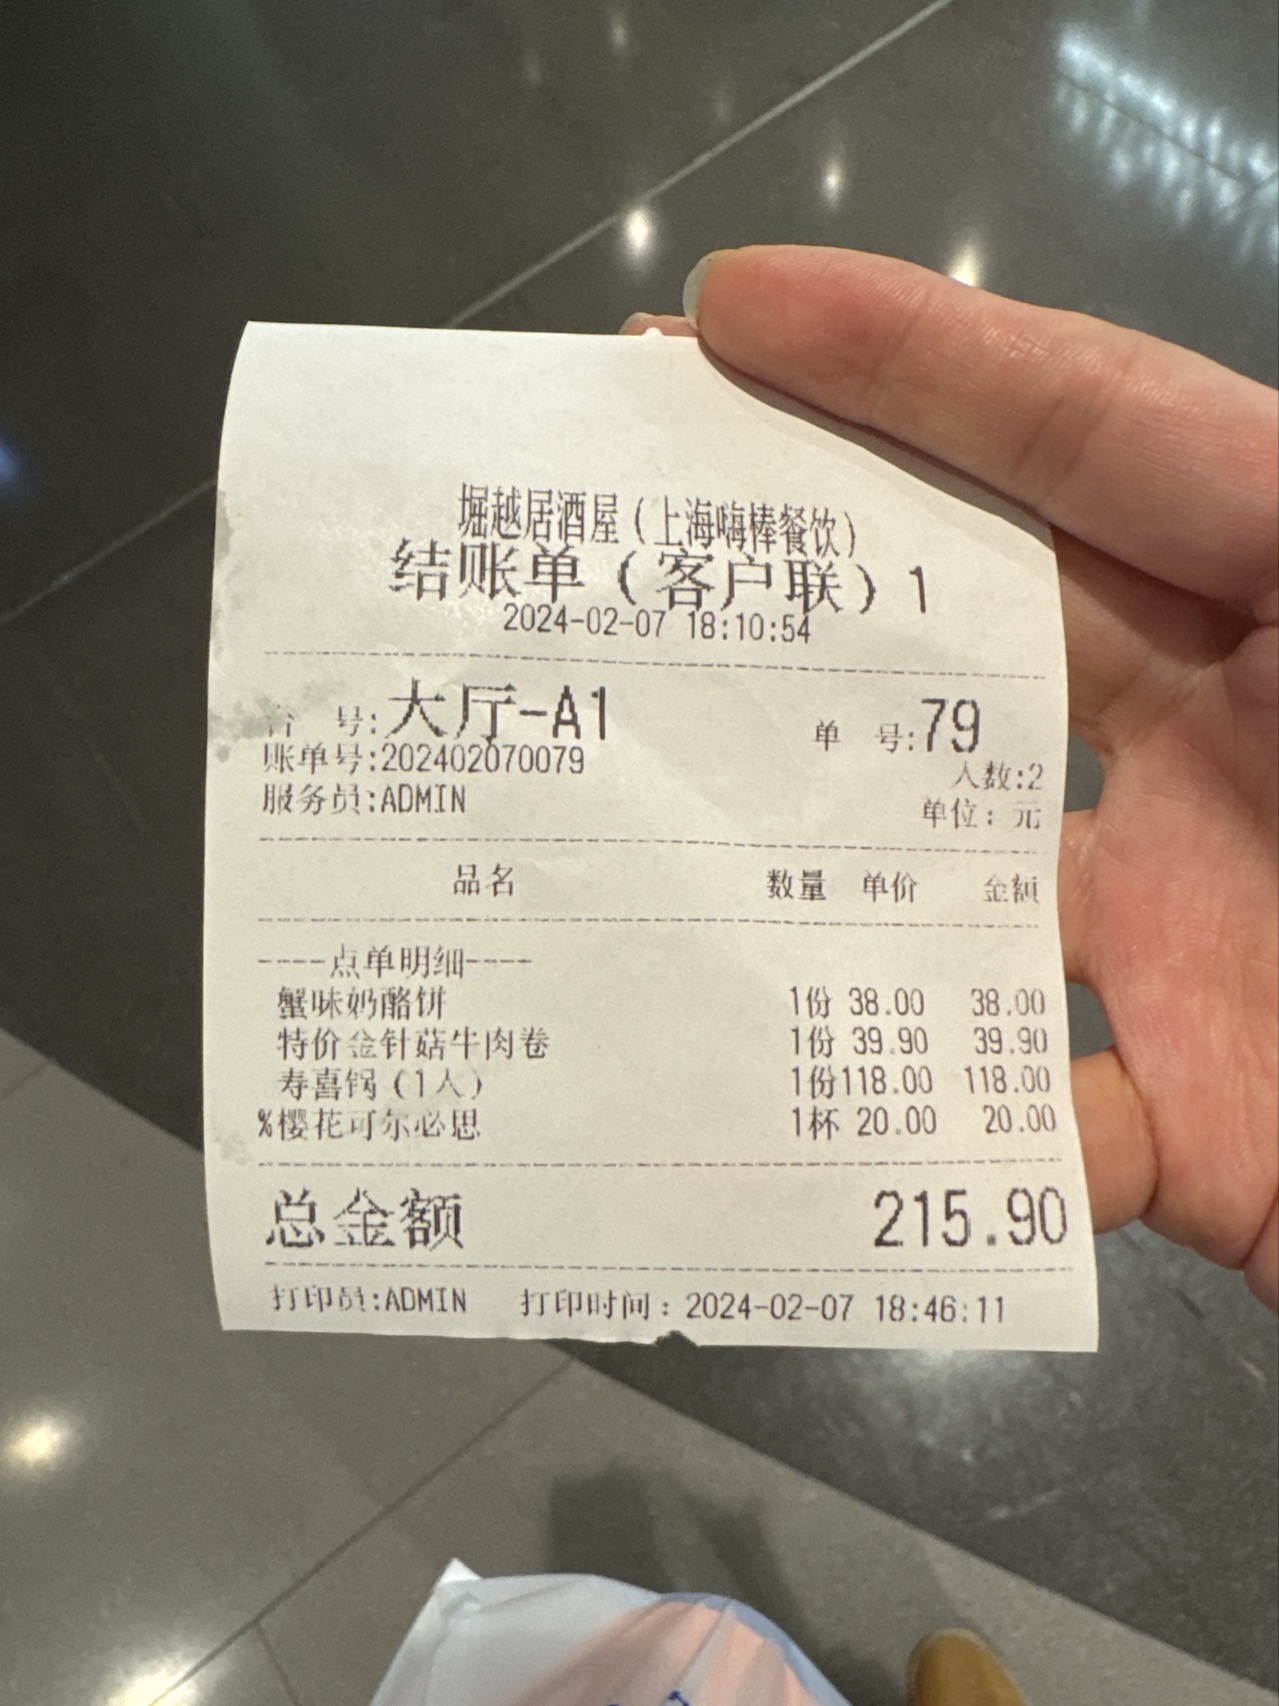 堀越居酒屋（上海嗨棒餐饮）
结账单（客户联）1
2024-02-07 18:10:54
台 号:大厅-A1 单 号:79
账单号:202402070079
人数:2
服务员:ADMIN 单位：元
品名 数量 单价 金额
----点单明细----
蟹味奶酪饼 1份 38.00 38.00
特价金针菇牛肉卷 1份 39.90 39.90
寿喜锅（1人） 1份118.00 118.00
%樱花可尔必思 1杯 20.00 20.00
总金额 215.90
打印员:ADMIN 打印时间：2024-02-07 18:46:11